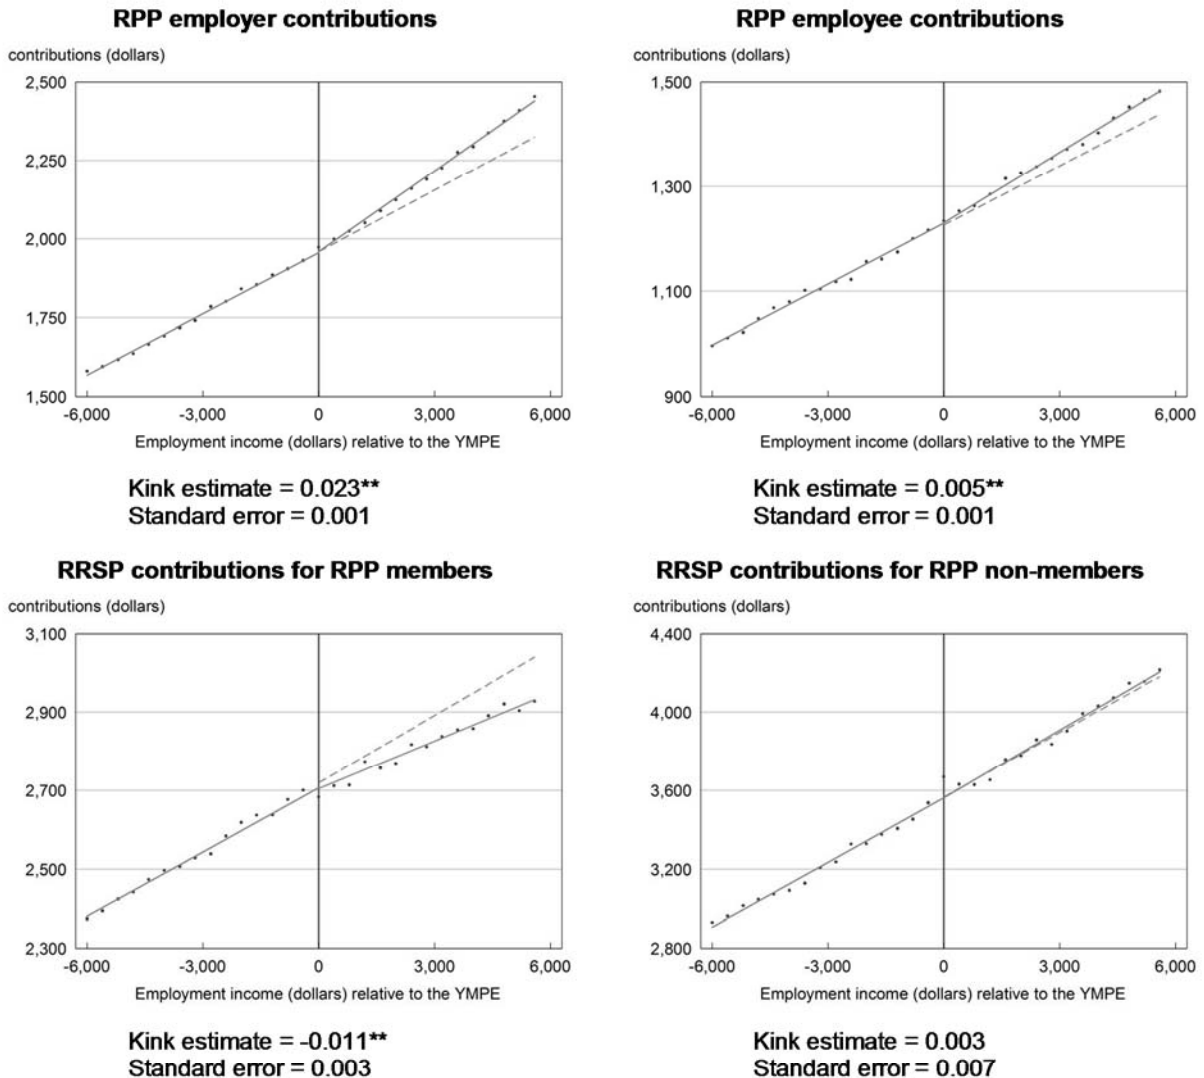 RPP employer contributions
contributions (dollars)
2,500
2,250
2,000
1,750
1,500
-6,000 -3,000 0 3,000 6,000
Employment income (dollars) relative to the YMPE
Kink estimate = 0.023**
Standard error = 0.001
RPP employee contributions
contributions (dollars)
1,500
1,300
1,100
900
-6,000 -3,000 0 3,000 6,000
Employment income (dollars) relative to the YMPE
Kink estimate = 0.005**
Standard error = 0.001
RRSP contributions for RPP members
contributions (dollars)
3,100
2,900
2,700
2,500
2,300
-6,000 -3,000 0 3,000 6,000
Employment income (dollars) relative to the YMPE
Kink estimate = -0.011**
Standard error = 0.003
RRSP contributions for RPP non-members
contributions (dollars)
4,400
4,000
3,600
3,200
2,800
-6,000 -3,000 0 3,000 6,000
Employment income (dollars) relative to the YMPE
Kink estimate = 0.003
Standard error = 0.007